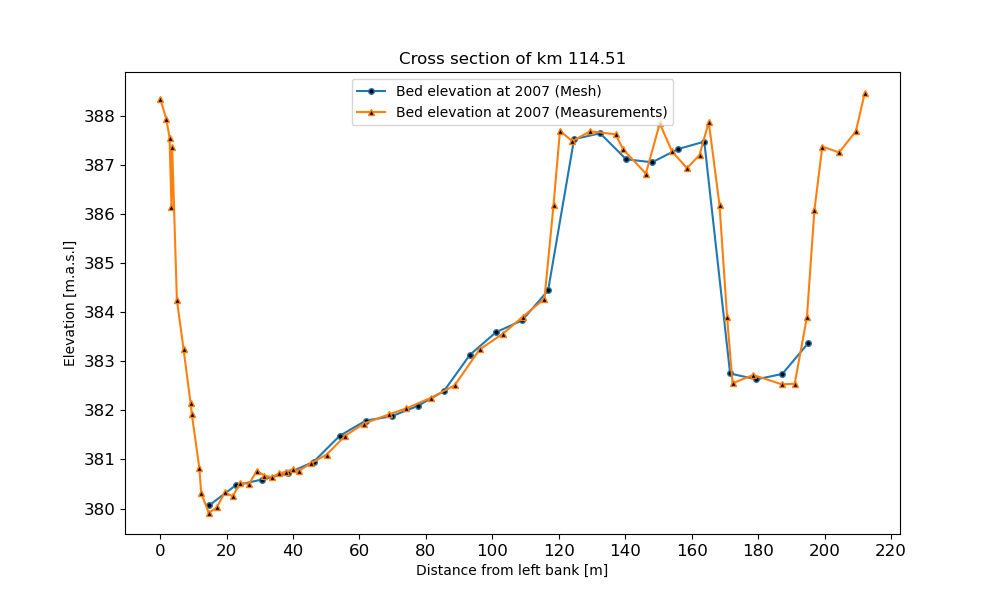 Cross section of km 114.51
Bed elevation at 2007 (Mesh)
Bed elevation at 2007 (Measurements)
Elevation [m.a.s.l]
388
387
386
385
384
383
382
381
380
0 20 40 60 80 100 120 140 160 180 200 220
Distance from left bank [m]